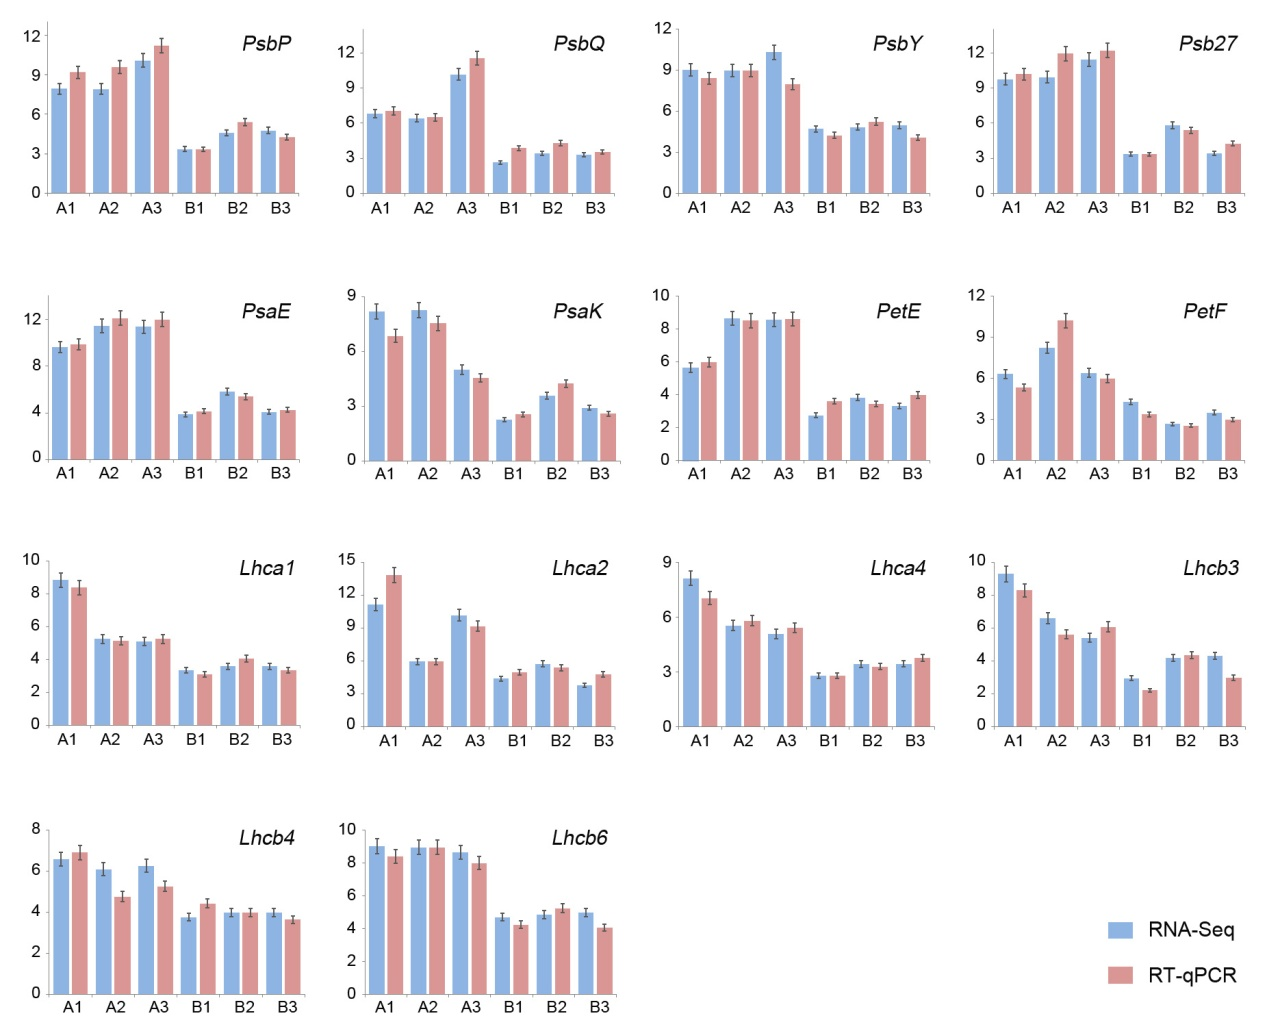 PsbP
12
9
6
3
0
A1 A2 A3 B1 B2 B3
PsbQ
12
9
6
3
0
A1 A2 A3 B1 B2 B3
PsbY
12
9
6
3
0
A1 A2 A3 B1 B2 B3
Psb27
12
9
6
3
0
A1 A2 A3 B1 B2 B3
PsaE
12
8
4
0
A1 A2 A3 B1 B2 B3
PsaK
9
6
3
0
A1 A2 A3 B1 B2 B3
PetE
10
8
6
4
2
0
A1 A2 A3 B1 B2 B3
PetF
12
9
6
3
0
A1 A2 A3 B1 B2 B3
Lhca1
10
8
6
4
2
0
A1 A2 A3 B1 B2 B3
Lhca2
15
12
9
6
3
0
A1 A2 A3 B1 B2 B3
Lhca4
9
6
3
0
A1 A2 A3 B1 B2 B3
Lhcb3
10
8
6
4
2
0
A1 A2 A3 B1 B2 B3
Lhcb4
8
6
4
2
0
A1 A2 A3 B1 B2 B3
Lhcb6
10
8
6
4
2
0
A1 A2 A3 B1 B2 B3
RNA-Seq
RT-qPCR